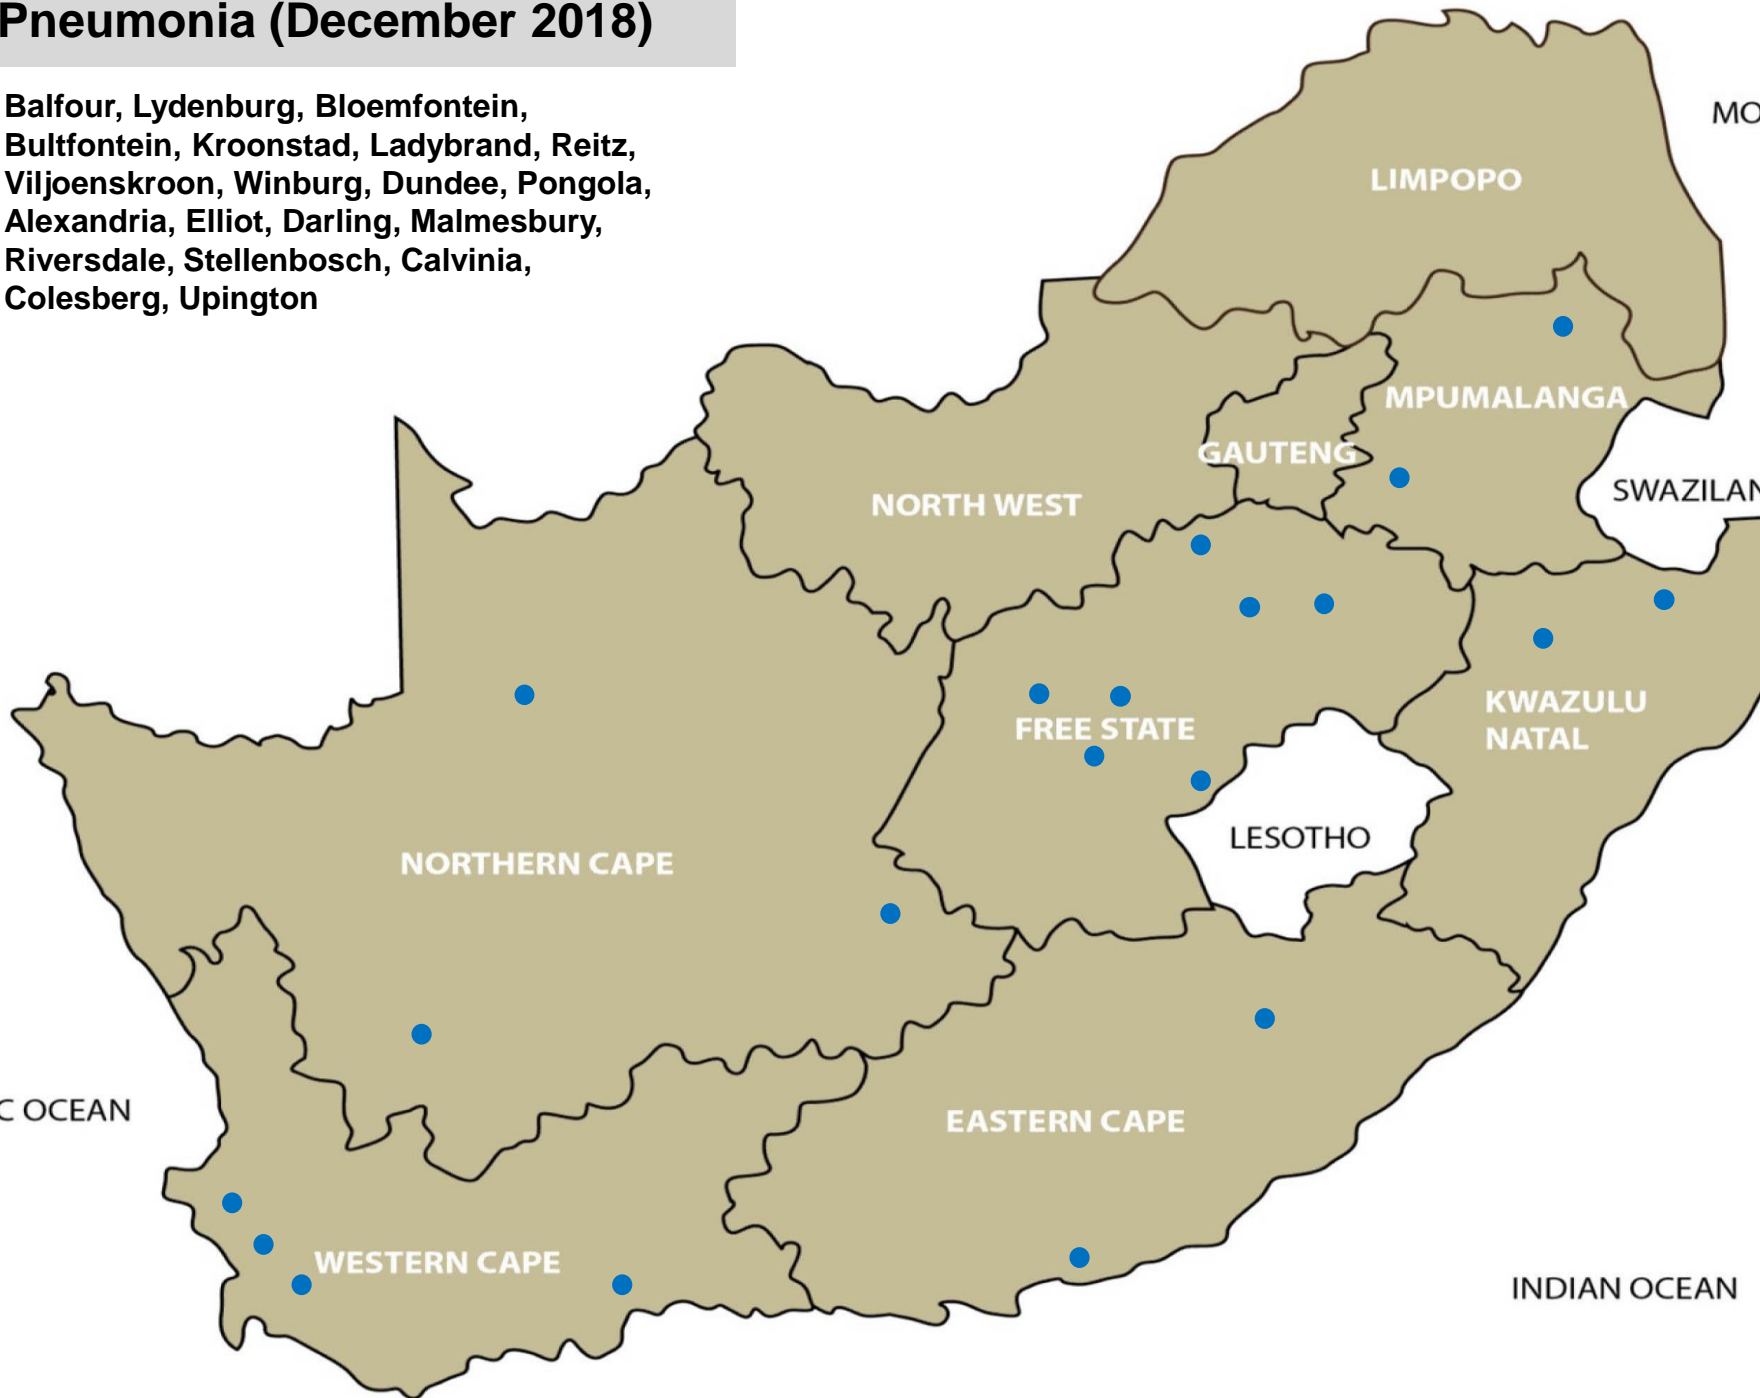 Pneumonia (December 2018)
Balfour, Lydenburg, Bloemfontein,
Bultfontein, Kroonstad, Ladybrand, Reitz,
Viljoenskroon, Winburg, Dundee, Pongola,
Alexandria, Elliot, Darling, Malmesbury,
Riversdale, Stellenbosch, Calvinia,
Colesberg, Upington
MO
LIMPOPO
MPUMALANGA
GAUTENG
SWAZILAN
NORTH WEST
KWAZULU
NATAL
FREE STATE
LESOTHO
NORTHERN CAPE
C OCEAN
EASTERN CAPE
WESTERN CAPE
INDIAN OCEAN